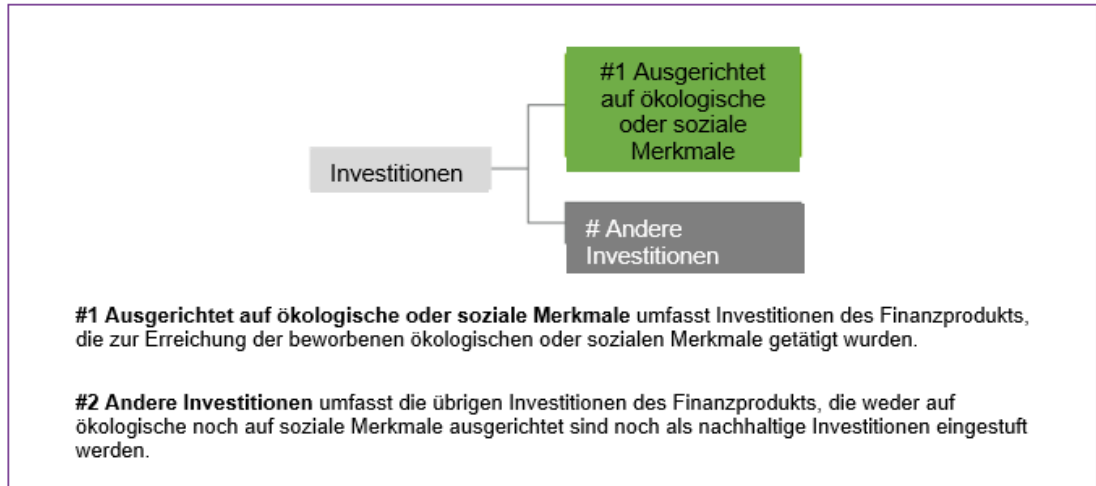 #1 Ausgerichtet
auf ökologische
oder soziale
Merkmale
Investitionen
# Andere
Investitionen
#1 Ausgerichtet auf ökologische oder soziale Merkmale umfasst Investitionen des Finanzprodukts,
die zur Erreichung der beworbenen ökologischen oder sozialen Merkmale getätigt wurden.
#2 Andere Investitionen umfasst die übrigen Investitionen des Finanzprodukts, die weder auf
ökologische noch auf soziale Merkmale ausgerichtet sind noch als nachhaltige Investitionen eingestuft
werden.